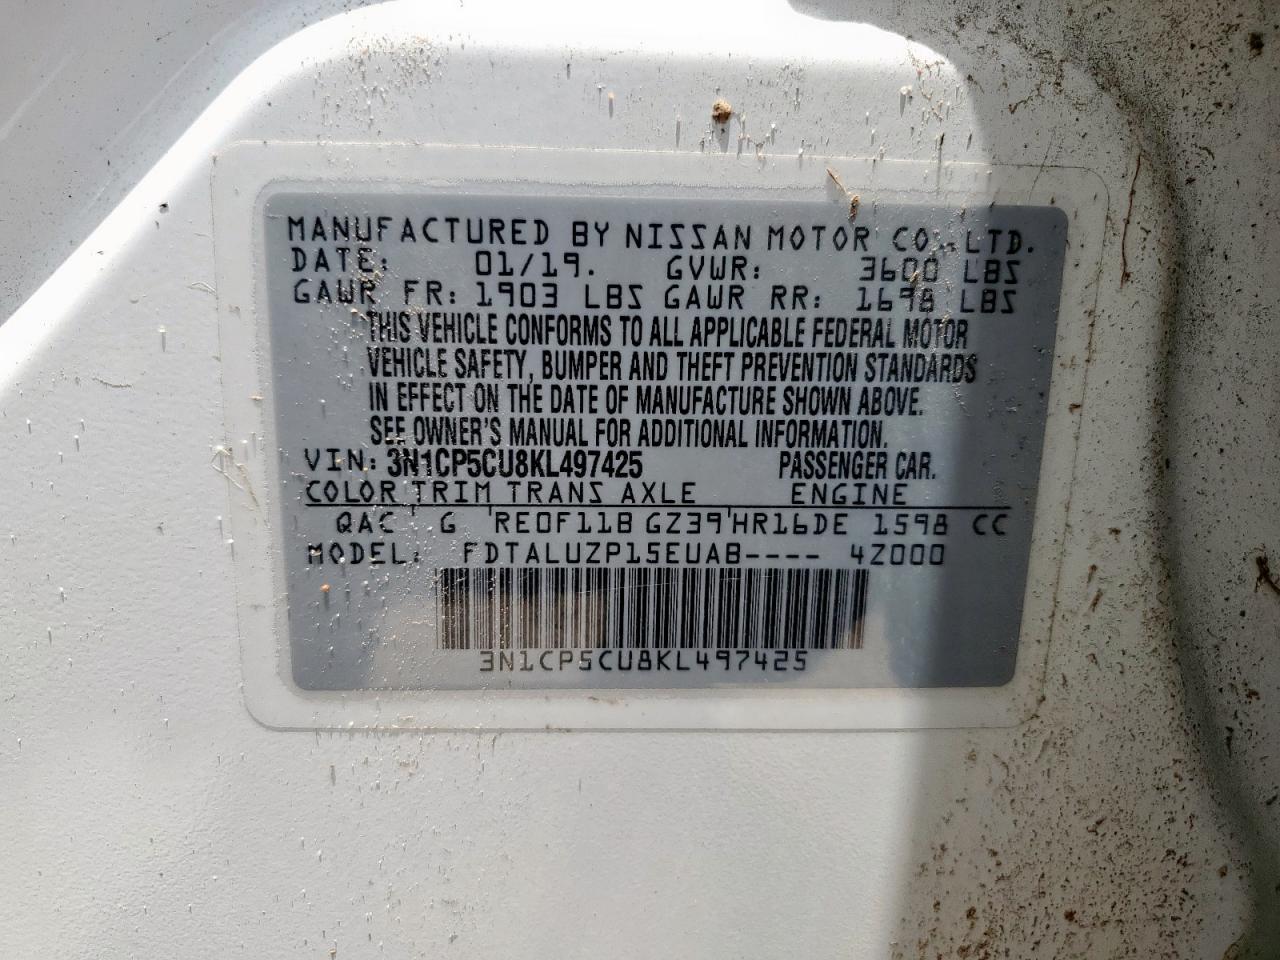 MANUFACTURED BY NISSAN MOTOR CO., LTD.
DATE: 01/19. GVWR: 3600 LBS
GAWR FR: 1903 LBS GAWR RR: 1698 LBS
THIS VEHICLE CONFORMS TO ALL APPLICABLE FEDERAL MOTOR
VEHICLE SAFETY, BUMPER AND THEFT PREVENTION STANDARDS
IN EFFECT ON THE DATE OF MANUFACTURE SHOWN ABOVE.
SEE OWNER'S MANUAL FOR ADDITIONAL INFORMATION.
VIN: 3N1CP5CU8KL497425 PASSENGER CAR.
COLOR TRIM TRANS AXLE ENGINE
QAC ' G ' RE0F11B GZ39'HR16DE 1598 CC
MODEL: FDTALUZP15EUAB---- 4Z000
3N1CP5CU8KL497425